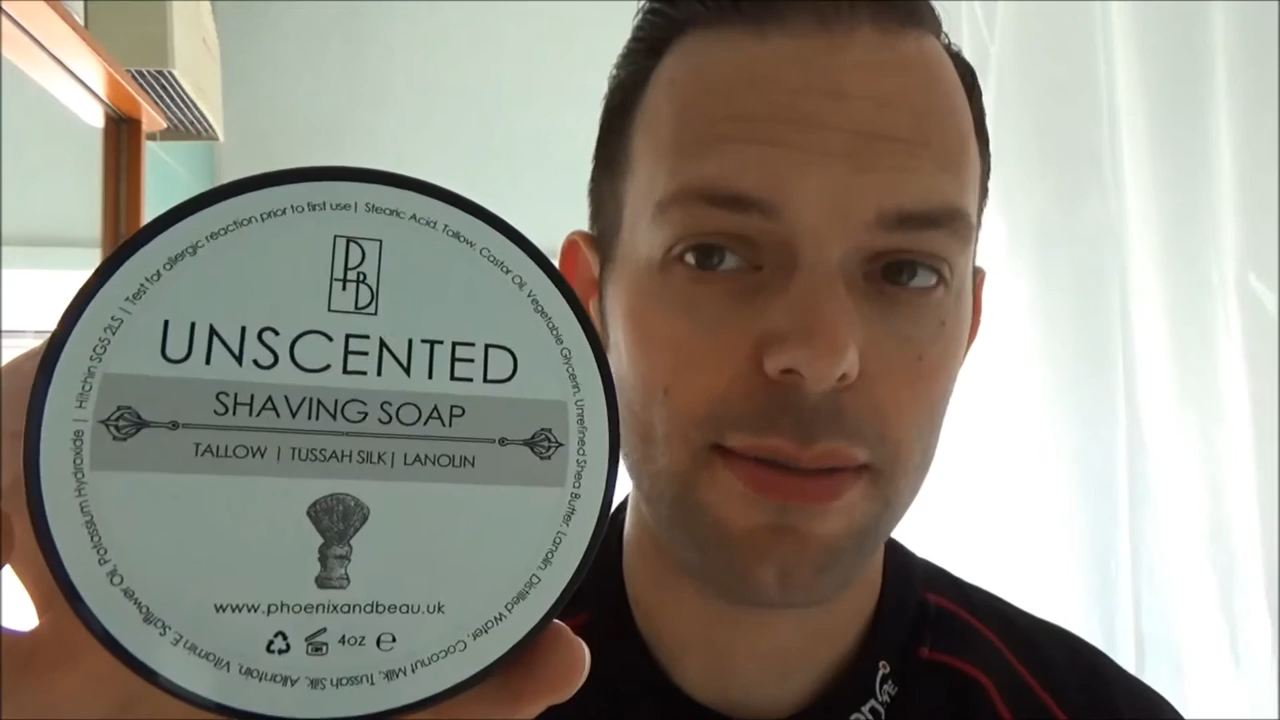 Hitchin SG5 2LS | Test for allergic reaction prior to first use | Stearic Acid, Tallow, Castor Oil, Vegetable Glycerin, Unrefined Shea Butter, Lanolin, Distilled Water, Coconut Milk, Tussah Silk, Allantoin, Vitamin E, Safflower Oil, Potassium Hydroxide |
PB
UNSCENTED
SHAVING SOAP
TALLOW | TUSSAH SILK | LANOLIN
www.phoenixandbeau.uk
4oz ℮